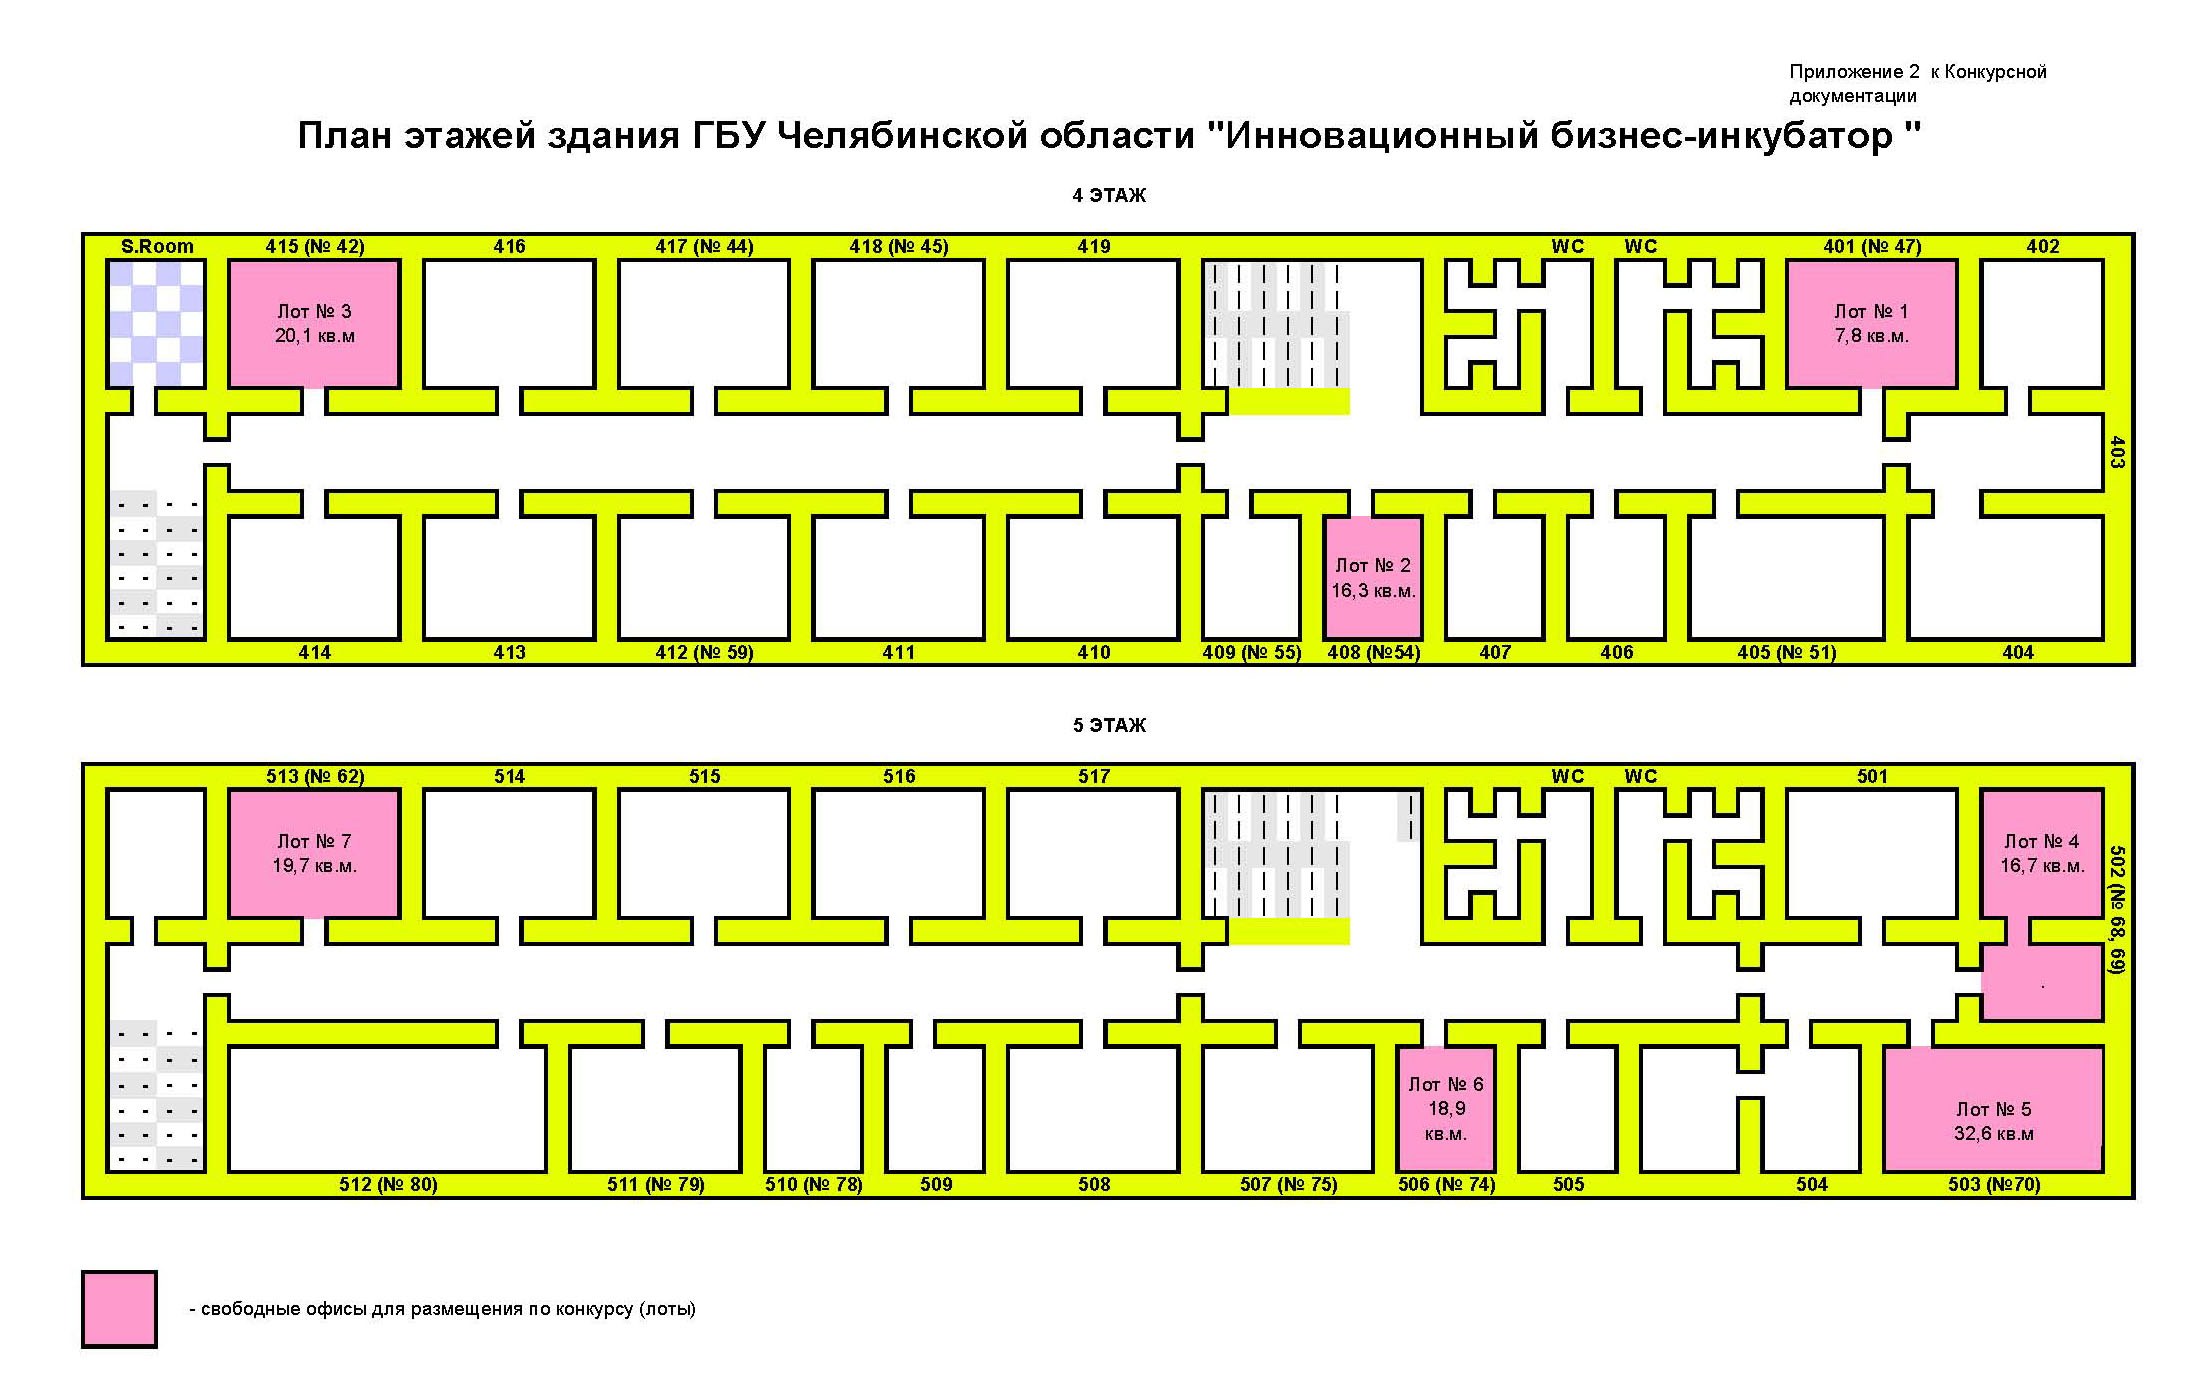 Приложение 2 к Конкурсной
документации
План этажей здания ГБУ Челябинской области "Инновационный бизнес-инкубатор "
4 ЭТАЖ
S.Room 415 (№ 42) 416 417 (№ 44) 418 (№ 45) 419 WC WC 401 (№ 47) 402
Лот № 3
20,1 кв.м
Лот № 1
7,8 кв.м.
403
Лот № 2
16,3 кв.м.
414 413 412 (№ 59) 411 410 409 (№ 55) 408 (№54) 407 406 405 (№ 51) 404
5 ЭТАЖ
513 (№ 62) 514 515 516 517 WC WC 501
Лот № 7
19,7 кв.м.
Лот № 4
16,7 кв.м.
502 (№ 68, 69)
Лот № 6
18,9
кв.м.
Лот № 5
32,6 кв.м
512 (№ 80) 511 (№ 79) 510 (№ 78) 509 508 507 (№ 75) 506 (№ 74) 505 504 503 (№70)
- свободные офисы для размещения по конкурсу (лоты)